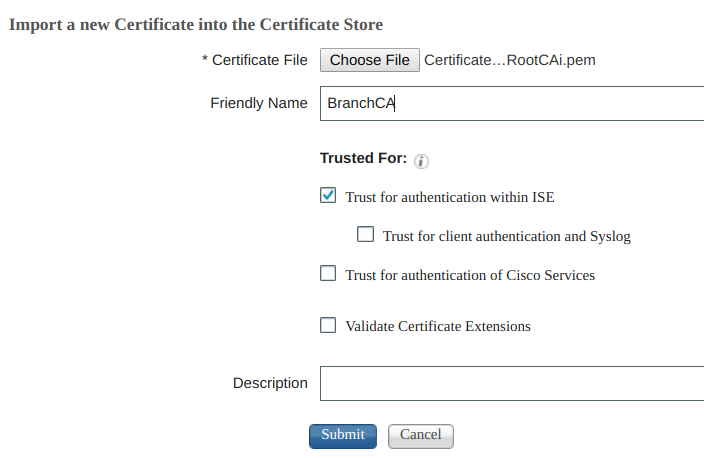 Import a new Certificate into the Certificate Store
* Certificate File Choose File Certificate…RootCAi.pem
Friendly Name BranchCA
Trusted For: i
Trust for authentication within ISE
Trust for client authentication and Syslog
Trust for authentication of Cisco Services
Validate Certificate Extensions
Description
Submit Cancel